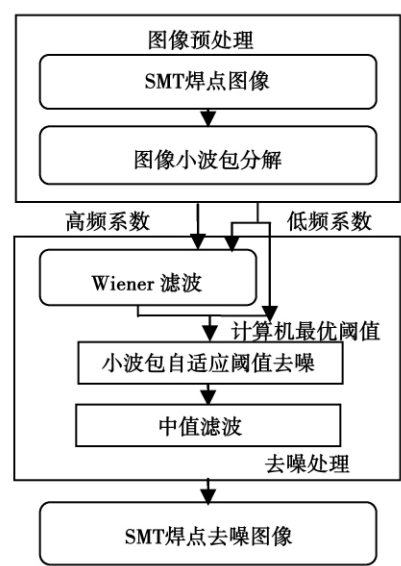 图像预处理
SMT焊点图像
图像小波包分解
高频系数
低频系数
Wiener 滤波
计算机最优阈值
小波包自适应阈值去噪
中值滤波
去噪处理
SMT焊点去噪图像